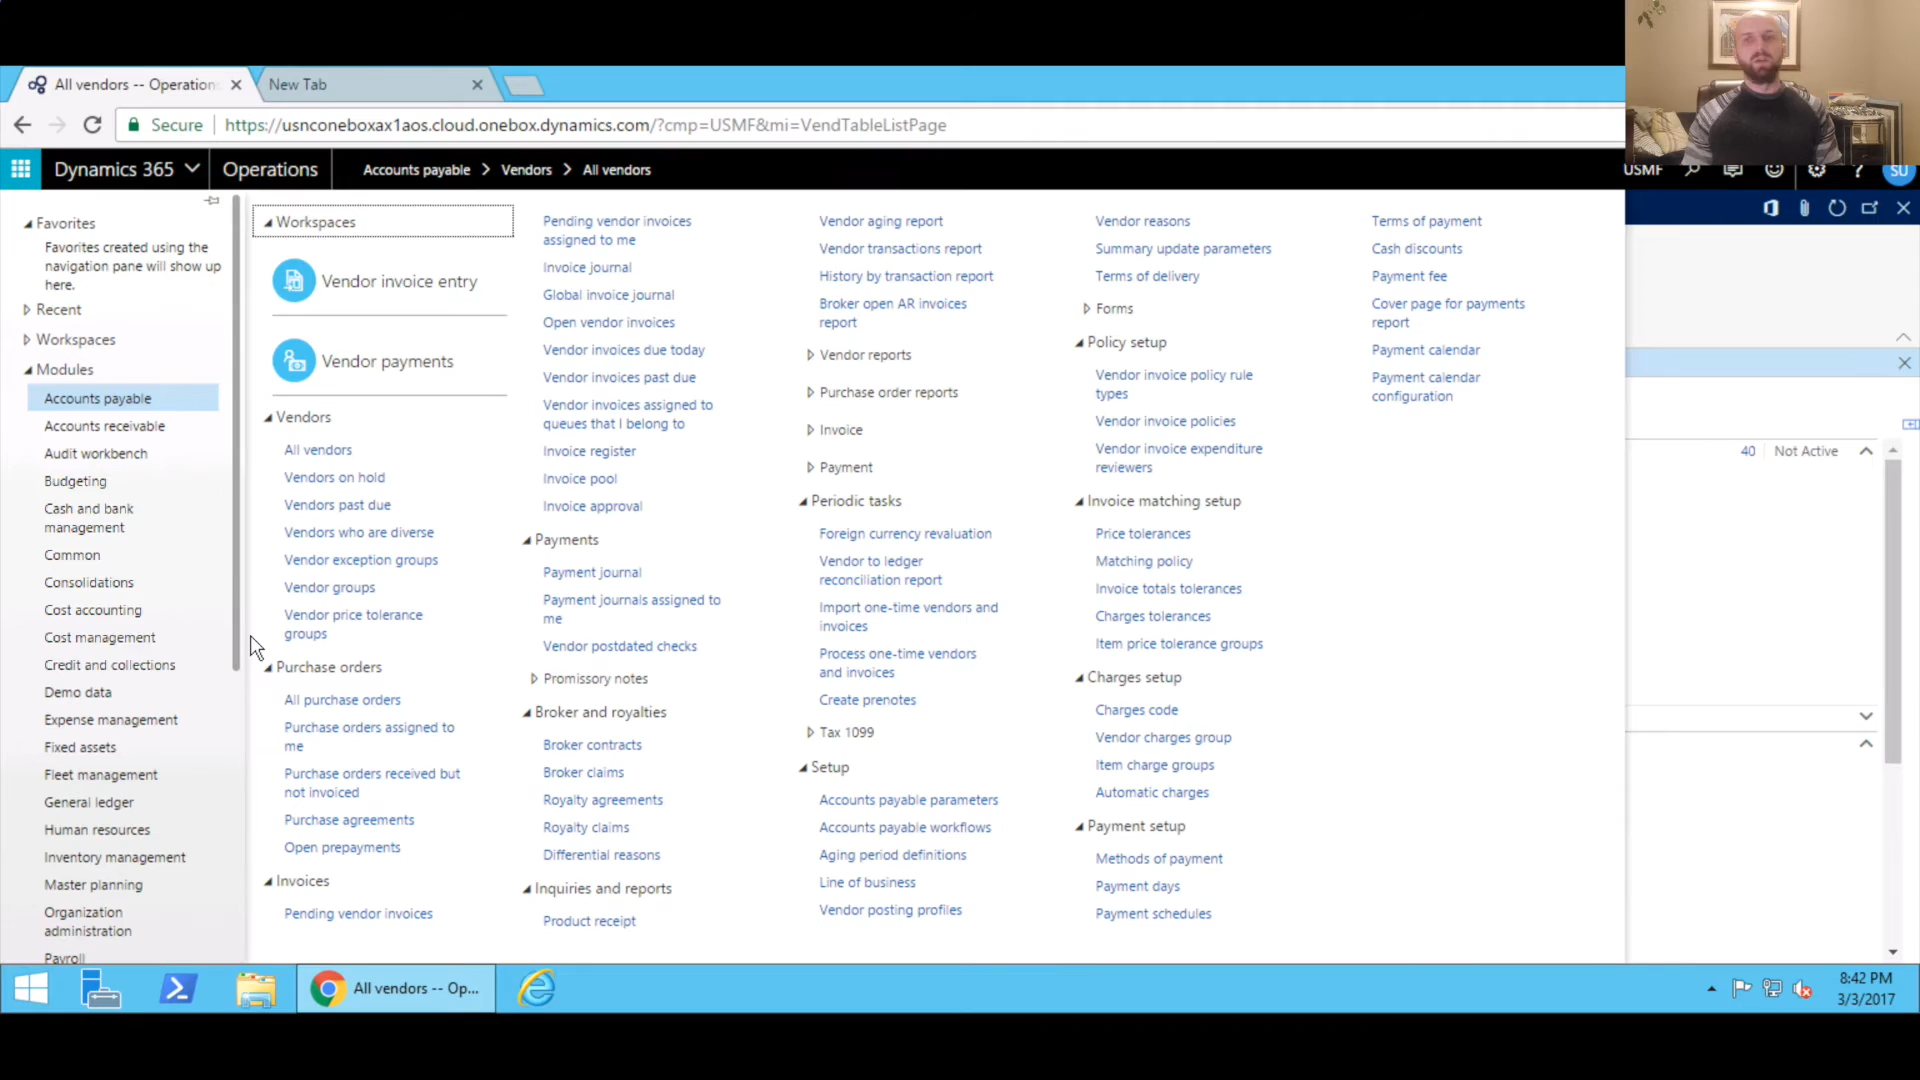 All vendors -- Operation
New Tab
Secure
https://usnconeboxax1aos.cloud.onebox.dynamics.com/?cmp=USMF&mi=VendTableListPage
Dynamics 365
Operations
Accounts payable
Vendors
All vendors
USMF
?
SU
Favorites
Favorites created using the
navigation pane will show up
here.
Recent
Workspaces
Modules
Accounts payable
Accounts receivable
Audit workbench
Budgeting
Cash and bank
management
Common
Consolidations
Cost accounting
Cost management
Credit and collections
Demo data
Expense management
Fixed assets
Fleet management
General ledger
Human resources
Inventory management
Master planning
Organization
administration
Payroll
Workspaces
Vendor invoice entry
Vendor payments
Vendors
All vendors
Vendors on hold
Vendors past due
Vendors who are diverse
Vendor exception groups
Vendor groups
Vendor price tolerance
groups
Purchase orders
All purchase orders
Purchase orders assigned to
me
Purchase orders received but
not invoiced
Purchase agreements
Open prepayments
Invoices
Pending vendor invoices
Pending vendor invoices
assigned to me
Invoice journal
Global invoice journal
Open vendor invoices
Vendor invoices due today
Vendor invoices past due
Vendor invoices assigned to
queues that I belong to
Invoice register
Invoice pool
Invoice approval
Payments
Payment journal
Payment journals assigned to
me
Vendor postdated checks
Promissory notes
Broker and royalties
Broker contracts
Broker claims
Royalty agreements
Royalty claims
Differential reasons
Inquiries and reports
Product receipt
Vendor aging report
Vendor transactions report
History by transaction report
Broker open AR invoices
report
Vendor reports
Purchase order reports
Invoice
Payment
Periodic tasks
Foreign currency revaluation
Vendor to ledger
reconciliation report
Import one-time vendors and
invoices
Process one-time vendors
and invoices
Create prenotes
Tax 1099
Setup
Accounts payable parameters
Accounts payable workflows
Aging period definitions
Line of business
Vendor posting profiles
Vendor reasons
Summary update parameters
Terms of delivery
Forms
Policy setup
Vendor invoice policy rule
types
Vendor invoice policies
Vendor invoice expenditure
reviewers
Invoice matching setup
Price tolerances
Matching policy
Invoice totals tolerances
Charges tolerances
Item price tolerance groups
Charges setup
Charges code
Vendor charges group
Item charge groups
Automatic charges
Payment setup
Methods of payment
Payment days
Payment schedules
Terms of payment
Cash discounts
Payment fee
Cover page for payments
report
Payment calendar
Payment calendar
configuration
40 Not Active
All vendors -- Op...
8:42 PM
3/3/2017